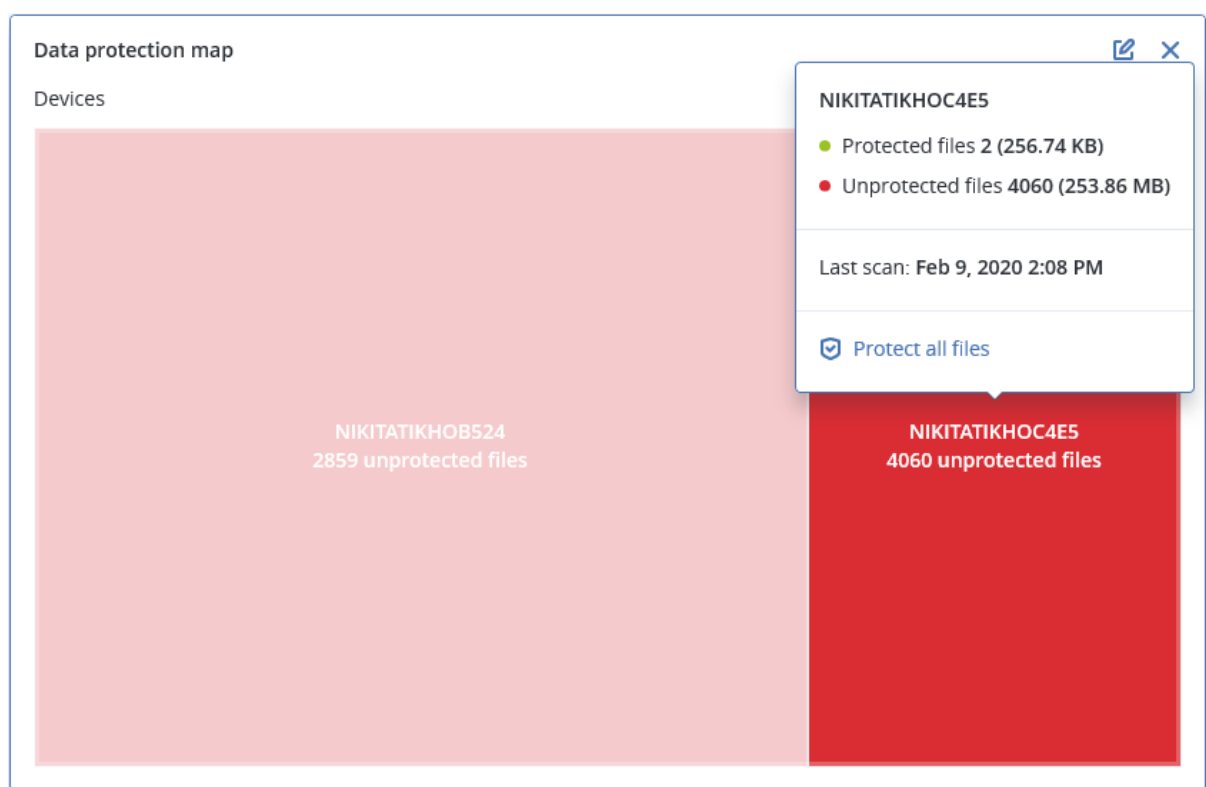 Data protection map
Devices
NIKITATIKHOC4E5
Protected files 2 (256.74 KB)
Unprotected files 4060 (253.86 MB)
Last scan: Feb 9, 2020 2:08 PM
Protect all files
NIKITATIKHOB524
2859 unprotected files
NIKITATIKHOC4E5
4060 unprotected files